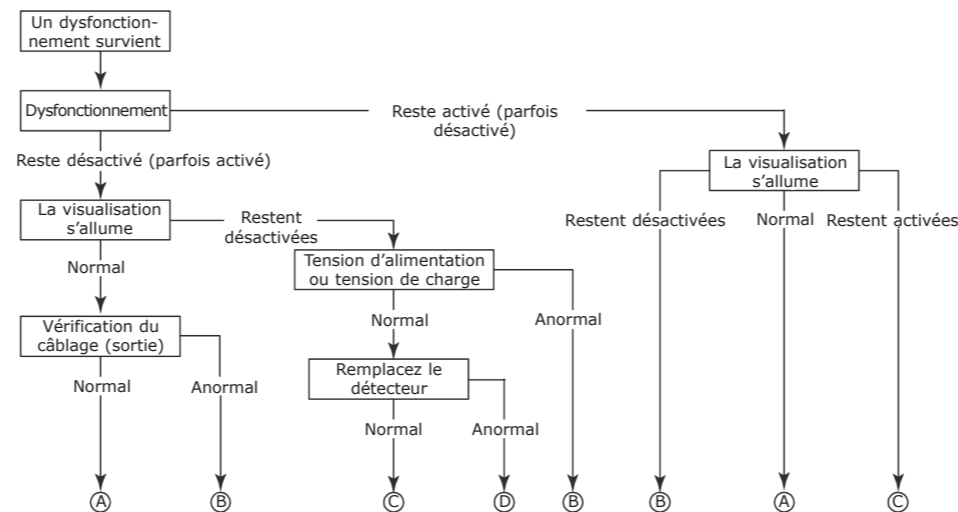 Un dysfonction-
nement survient
Dysfonctionnement
Reste activé (parfois
désactivé)
Reste désactivé (parfois activé)
La visualisation
s’allume
La visualisation
s’allume
Restent
désactivées
Restent désactivées
Normal
Restent activées
Normal
Tension d’alimentation
ou tension de charge
Vérification du
câblage (sortie)
Normal
Anormal
Remplacez le
détecteur
Normal
Anormal
Normal
Anormal
A
B
C
D
B
B
A
C